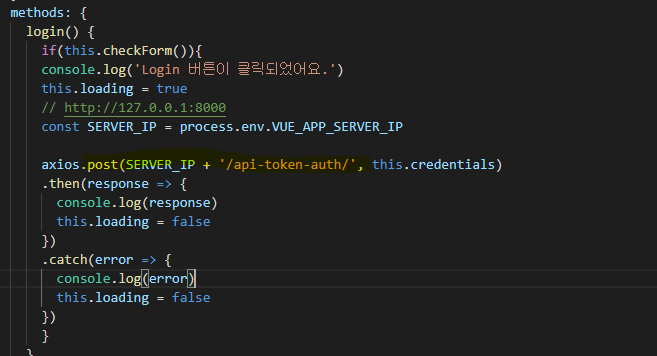 methods: {
login() {
if(this.checkForm()){
console.log('Login 버튼이 클릭되었어요.')
this.loading = true
// http://127.0.0.1:8000
const SERVER_IP = process.env.VUE_APP_SERVER_IP
axios.post(SERVER_IP + '/api-token-auth/', this.credentials)
.then(response => {
console.log(response)
this.loading = false
})
.catch(error => {
console.log(error)
this.loading = false
})
}
}